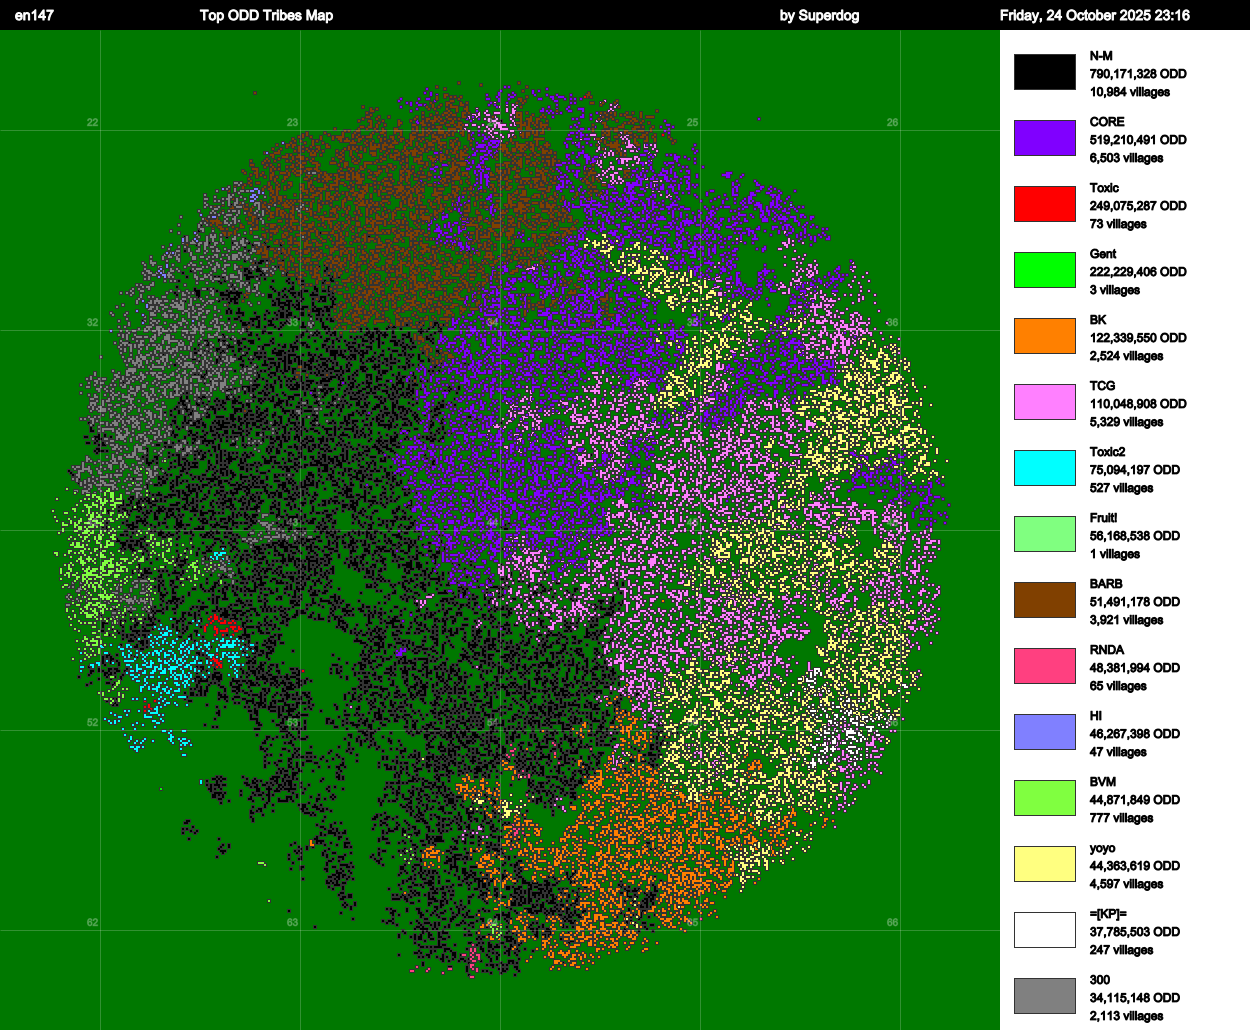 en147 Top ODD Tribes Map by Superdog Friday, 24 October 2025 23:16
N-M
790,171,328 ODD
10,984 villages
CORE
519,210,491 ODD
6,503 villages
Toxic
249,075,287 ODD
73 villages
Gent
222,229,406 ODD
3 villages
BK
122,339,550 ODD
2,524 villages
TCG
110,048,908 ODD
5,329 villages
Toxic2
75,094,197 ODD
527 villages
Fruit!
56,168,538 ODD
1 villages
BARB
51,491,178 ODD
3,921 villages
RNDA
48,381,994 ODD
65 villages
HI
46,267,398 ODD
47 villages
BVM
44,871,849 ODD
777 villages
yoyo
44,363,619 ODD
4,597 villages
=[KP]=
37,785,503 ODD
247 villages
300
34,115,148 ODD
2,113 villages
22 23 25 26
32 33 34 35 36
43 44
52 53
62 63 65 66